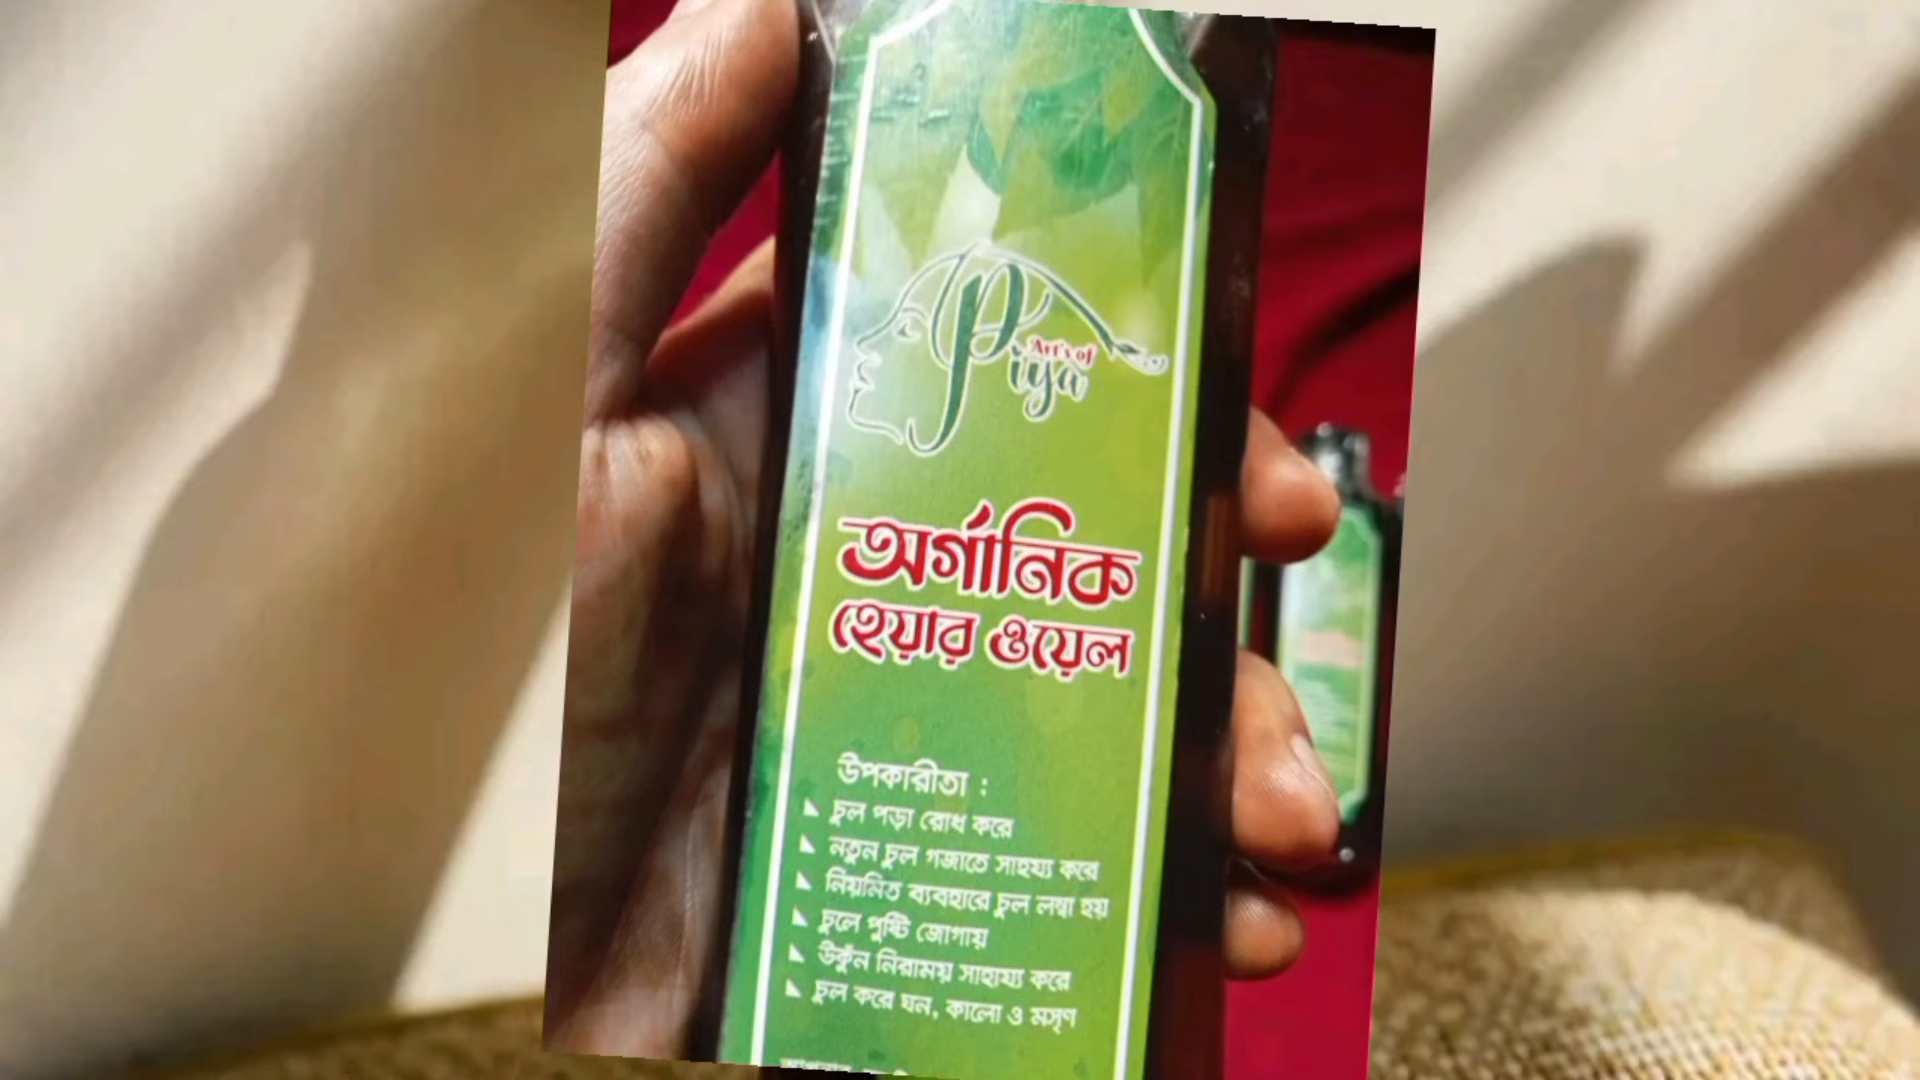 Art's of
Piya
অর্গানিক
হেয়ার ওয়েল
উপকারীতা :
চুল পড়া রোধ করে
নতুন চুল গজাতে সাহয্য করে
নিয়মিত ব্যবহারে চুল লম্বা হয়
চুলে পুষ্টি জোগায়
উকুঁন নিরাময় সাহায্য করে
চুল করে ঘন, কালো ও মসৃণ